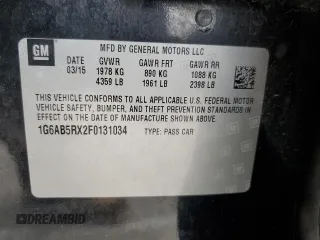 GM
MFD BY GENERAL MOTORS LLC
DATE GVWR GAWR FRT GAWR RR
03/15 1978 KG 890 KG 1088 KG
4359 LB 1961 LB 2398 LB
THIS VEHICLE CONFORMS TO ALL APPLICABLE U.S. FEDERAL MOTOR
VEHICLE SAFETY, BUMPER, AND THEFT PREVENTION STANDARDS IN
EFFECT ON THE DATE OF MANUFACTURE SHOWN ABOVE.
1G6AB5RX2F0131034 TYPE: PASS CAR
© DREAMBID